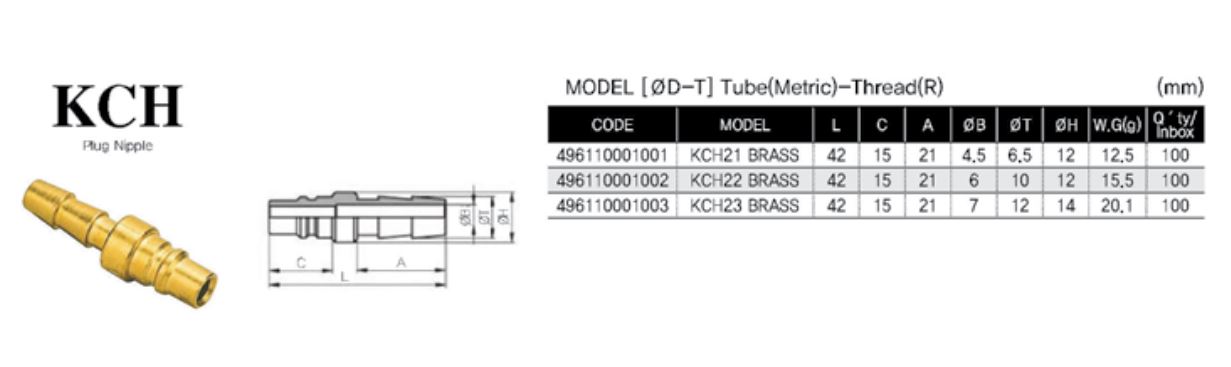 KCH
Plug Nipple
C
A
L
ØB
ØT
ØH
MODEL [ØD-T] Tube(Metric)-Thread(R) (mm)
CODE MODEL L C A ØB ØT ØH W.G(g) Q´ty/Inbox
496110001001 KCH21 BRASS 42 15 21 4.5 6.5 12 12.5 100
496110001002 KCH22 BRASS 42 15 21 6 10 12 15.5 100
496110001003 KCH23 BRASS 42 15 21 7 12 14 20.1 100